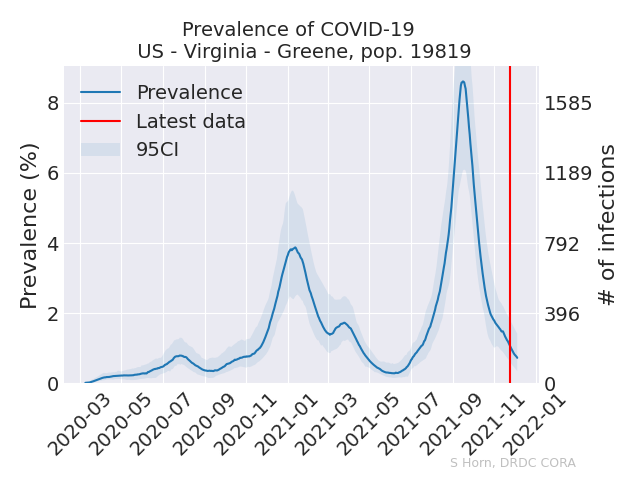 Prevalence of COVID-19
US - Virginia - Greene, pop. 19819
Prevalence
Latest data
95CI
Prevalence (%)
8
6
4
2
0
# of infections
1585
1189
792
396
0
2020-03
2020-05
2020-07
2020-09
2020-11
2021-01
2021-03
2021-05
2021-07
2021-09
2021-11
2022-01
S Horn, DRDC CORA